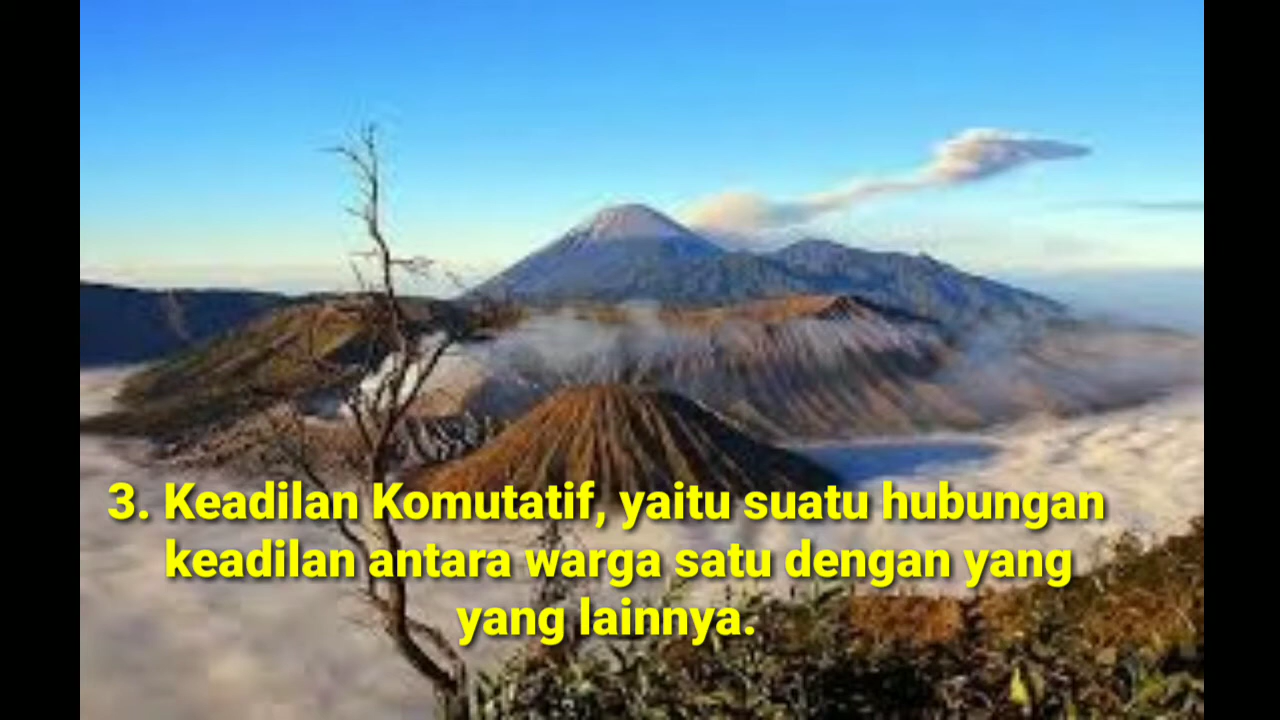 3. Keadilan Komutatif, yaitu suatu hubungan
keadilan antara warga satu dengan yang
yang lainnya.